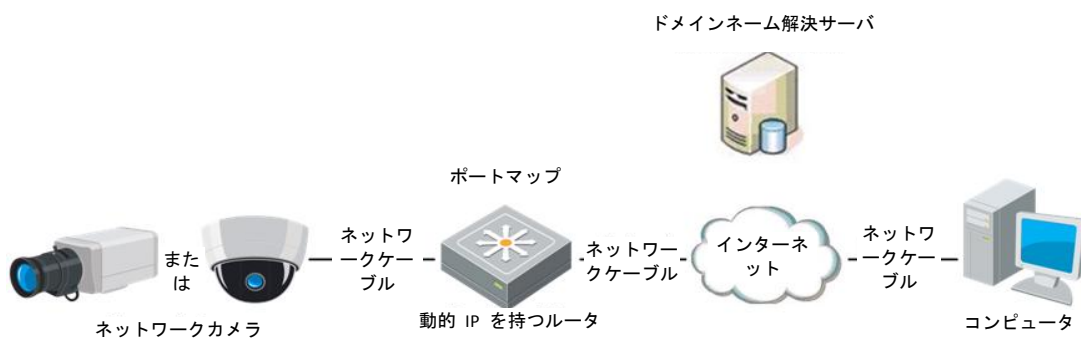 ドメインネーム解決サーバ
ポートマップ
また
は
ネットワ
ークケー
ブル
ネットワー
クケーブル
インターネ
ット
ネットワ
ークケー
ブル
ネットワークカメラ
動的 IP を持つルータ
コンピュータ